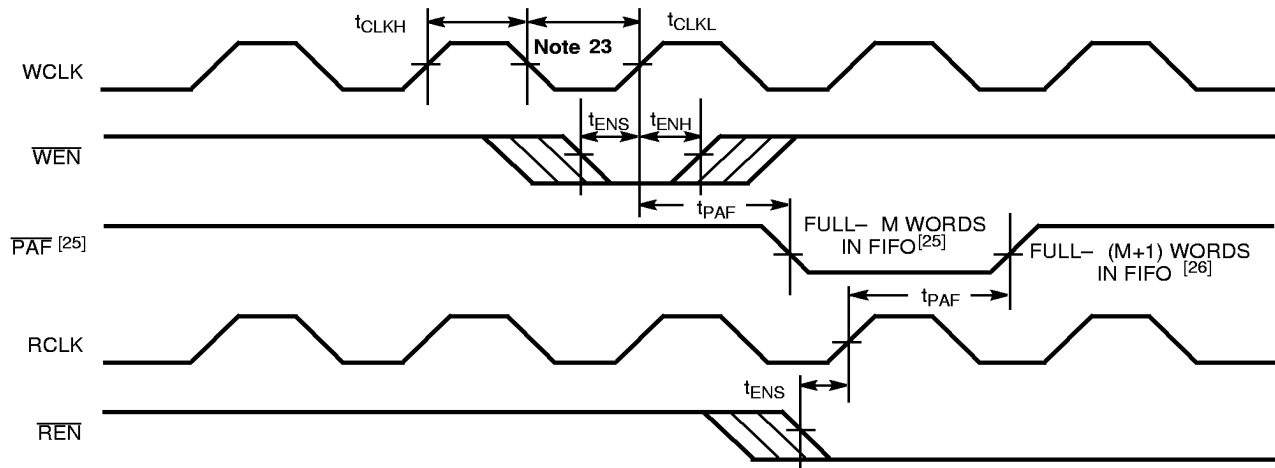 tCLKH
tCLKL
Note 23
WCLK
tENS
tENH
WEN
tPAF
PAF [25]
FULL– M WORDS
IN FIFO[25]
FULL– (M+1) WORDS
IN FIFO [26]
tPAF
RCLK
tENS
REN